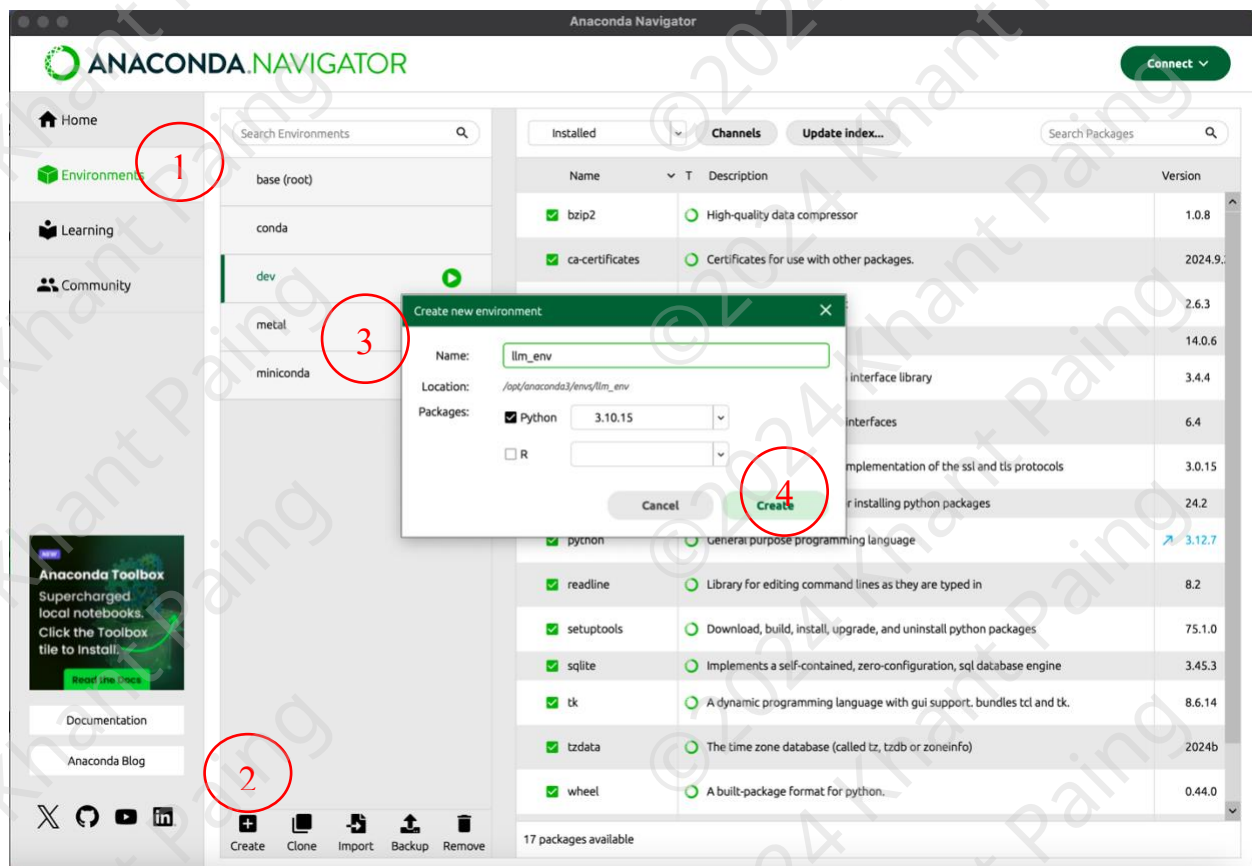 Anaconda Navigator
ANACONDA.NAVIGATOR
Connect
Home
Environments
Learning
Community
1
NEW
Anaconda Toolbox
Supercharged
local notebooks.
Click the Toolbox
tile to Install.
Read the Docs
Documentation
Anaconda Blog
Search Environments
base (root)
conda
dev
metal
miniconda
3
2
Create Clone Import Backup Remove
Installed Channels Update index... Search Packages
Name T Description Version
bzip2 High-quality data compressor 1.0.8
ca-certificates Certificates for use with other packages. 2024.9.
2.6.3
14.0.6
interface library 3.4.4
interfaces 6.4
mplementation of the ssl and tls protocols 3.0.15
r installing python packages 24.2
python General purpose programming language 3.12.7
readline Library for editing command lines as they are typed in 8.2
setuptools Download, build, install, upgrade, and uninstall python packages 75.1.0
sqlite Implements a self-contained, zero-configuration, sql database engine 3.45.3
tk A dynamic programming language with gui support. bundles tcl and tk. 8.6.14
tzdata The time zone database (called tz, tzdb or zoneinfo) 2024b
wheel A built-package format for python. 0.44.0
17 packages available
Create new environment
Name: llm_env
Location: /opt/anaconda3/envs/llm_env
Packages: Python 3.10.15
R
Cancel Create
4
©2024 Khant Paing